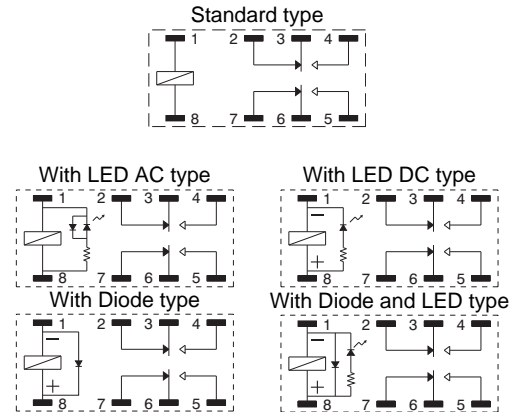 Standard type
1 2 3 4
8 7 6 5
With LED AC type
1 2 3 4
8 7 6 5
With LED DC type
1 2 3 4
−
+
8 7 6 5
With Diode type
1 2 3 4
−
+
8 7 6 5
With Diode and LED type
1 2 3 4
−
+
8 7 6 5